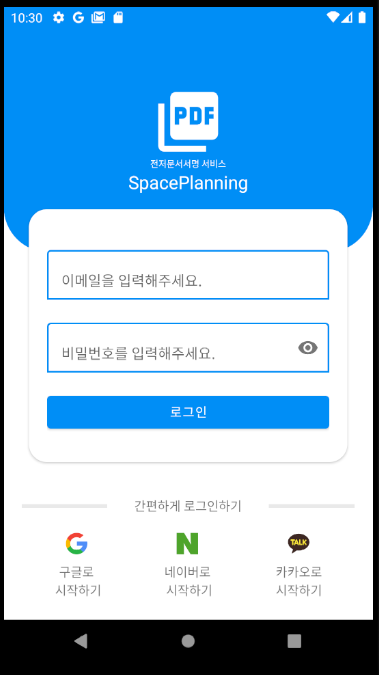 10:30
PDF
전자문서서명 서비스
SpacePlanning
이메일을 입력해주세요.
비밀번호를 입력해주세요.
로그인
간편하게 로그인하기
구글로
시작하기
네이버로
시작하기
TALK
카카오로
시작하기